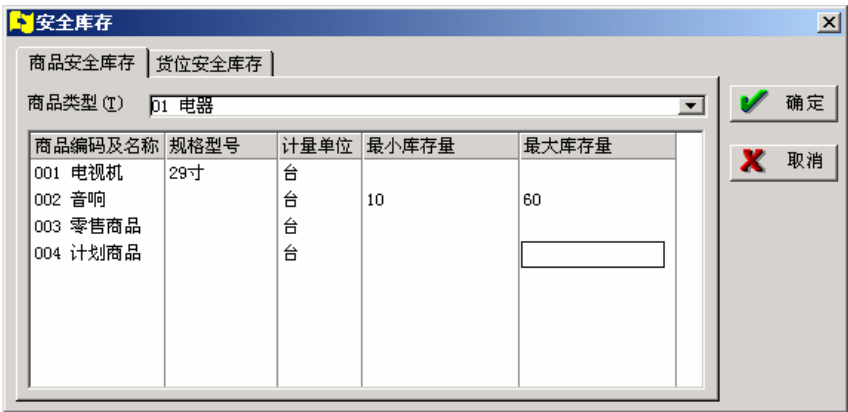 安全库存
商品安全库存 货位安全库存
商品类型(T) 01 电器
确定
商品编码及名称 规格型号 计量单位 最小库存量 最大库存量
取消
001 电视机 29寸 台
002 音响 台 10 60
003 零售商品 台
004 计划商品 台